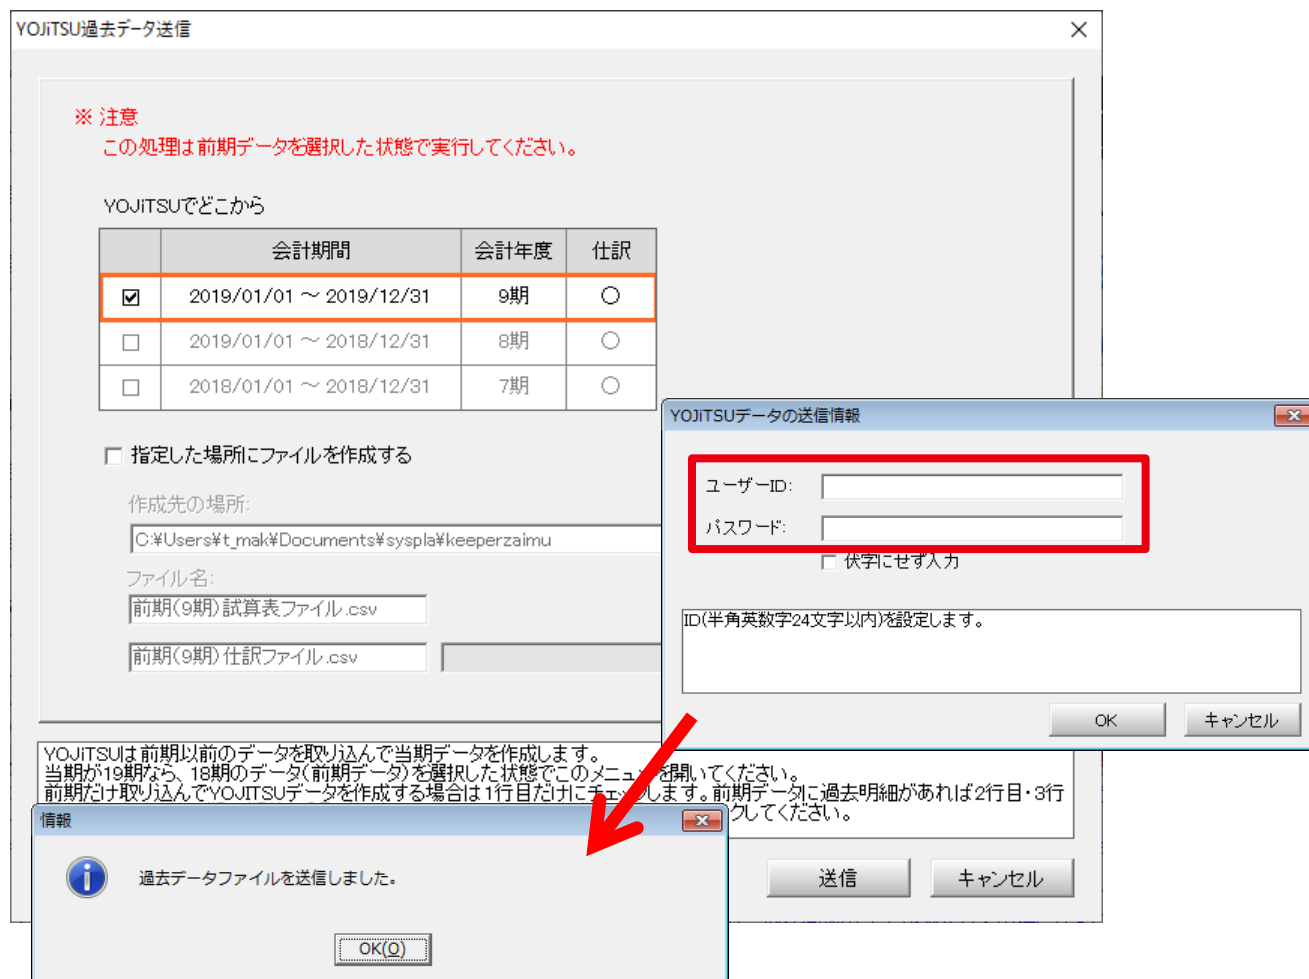 YOJiTSU過去データ送信
※ 注意
この処理は前期データを選択した状態で実行してください。
YOJiTSUでどこから
会計期間 会計年度 仕訳
2019/01/01 ～ 2019/12/31 9期 ○
2019/01/01 ～ 2018/12/31 8期 ○
2018/01/01 ～ 2018/12/31 7期 ○
指定した場所にファイルを作成する
作成先の場所:
C:¥Users¥t_mak¥Documents¥syspla¥keeperzaimu
ファイル名:
前期(9期)試算表ファイル.csv
前期(9期)仕訳ファイル.csv
YOJiTSUデータの送信情報
ユーザーID:
パスワード:
伏字にせず入力
ID(半角英数字24文字以内)を設定します。
OK キャンセル
YOJiTSUは前期以前のデータを取り込んで当期データを作成します。
当期が19期なら、18期のデータ(前期データ)を選択した状態でこのメニューを開いてください。
前期だけ取り込んでYOJITSUデータを作成する場合は1行目だけにチェックします。前期データに過去明細があれば2行目・3行
クしてください。
送信 キャンセル
情報
過去データファイルを送信しました。
OK(O)